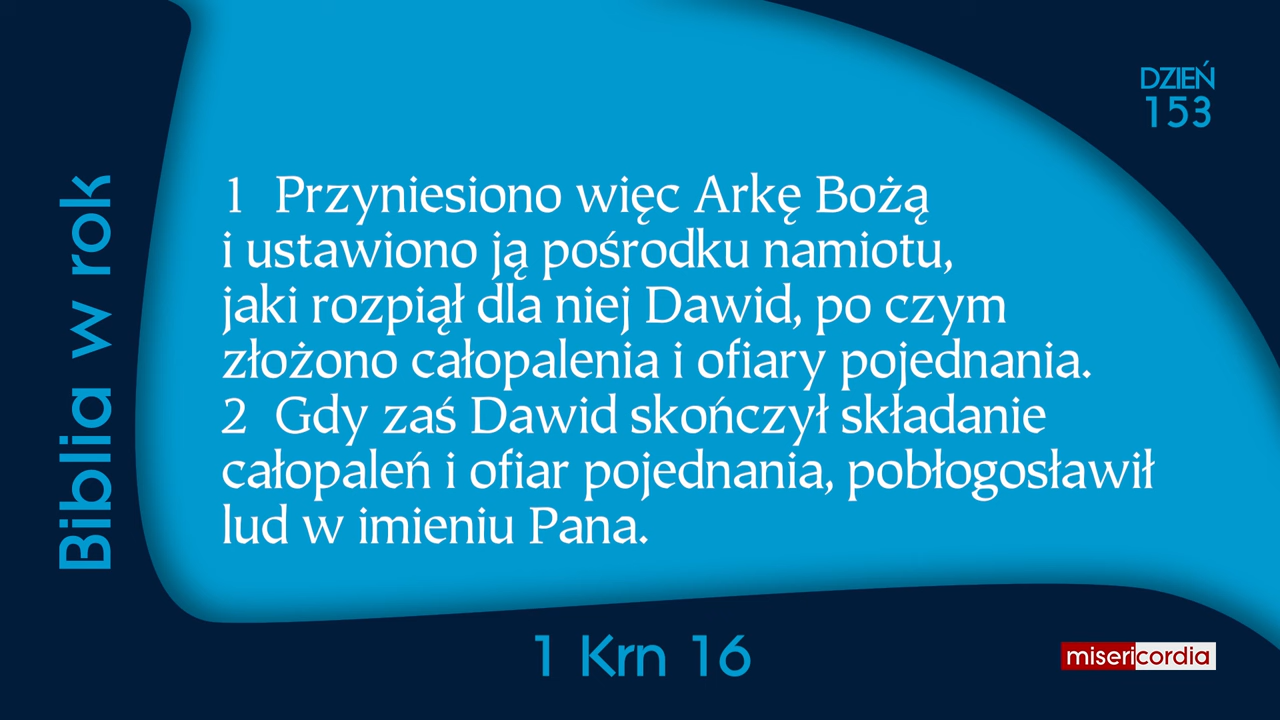 DZIEŃ
153
Biblia w rok
1 Przyniesiono więc Arkę Bożą
i ustawiono ją pośrodku namiotu,
jaki rozpiął dla niej Dawid, po czym
złożono całopalenia i ofiary pojednania.
2 Gdy zaś Dawid skończył składanie
całopaleń i ofiar pojednania, pobłogosławił
lud w imieniu Pana.
1 Krn 16
misericordia